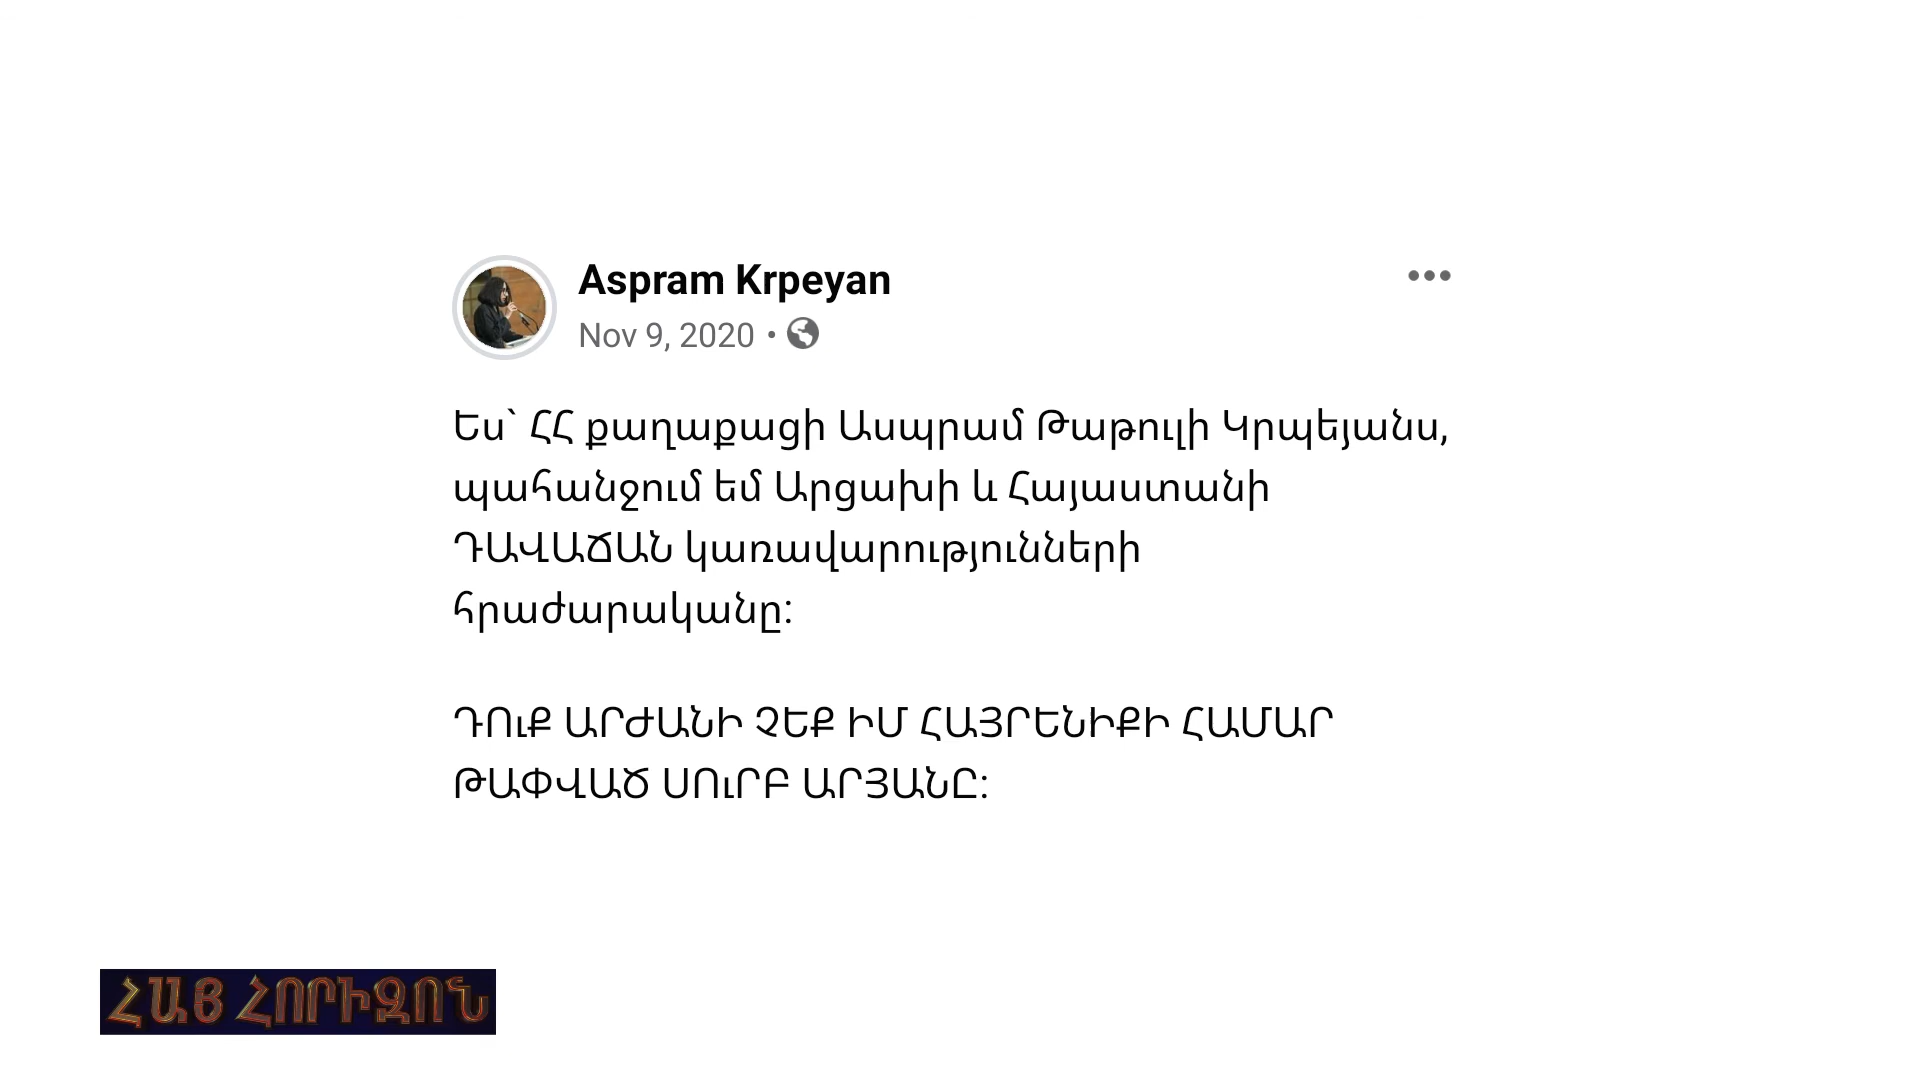 Aspram Krpeyan
Nov 9, 2020 •
Ես` ՀՀ քաղաքացի Ասպրամ Թաթուլի Կրպեյանս,
պահանջում եմ Արցախի և Հայաստանի
ԴԱՎԱՃԱՆ կառավարությունների
հրաժարականը:
ԴՈւՔ ԱՐԺԱՆԻ ՉԵՔ ԻՄ ՀԱՅՐԵՆԻՔԻ ՀԱՄԱՐ
ԹԱՓՎԱԾ ՍՈւՐԲ ԱՐՅԱՆԸ:
ՀԱՅ ՀՈՐԻԶՈՆ